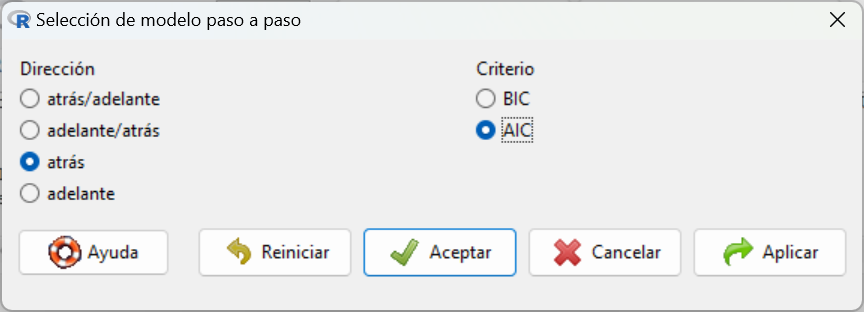 Selección de modelo paso a paso
Dirección
atrás/adelante
adelante/atrás
atrás
adelante
Criterio
BIC
AIC
Ayuda
Reiniciar
Aceptar
Cancelar
Aplicar